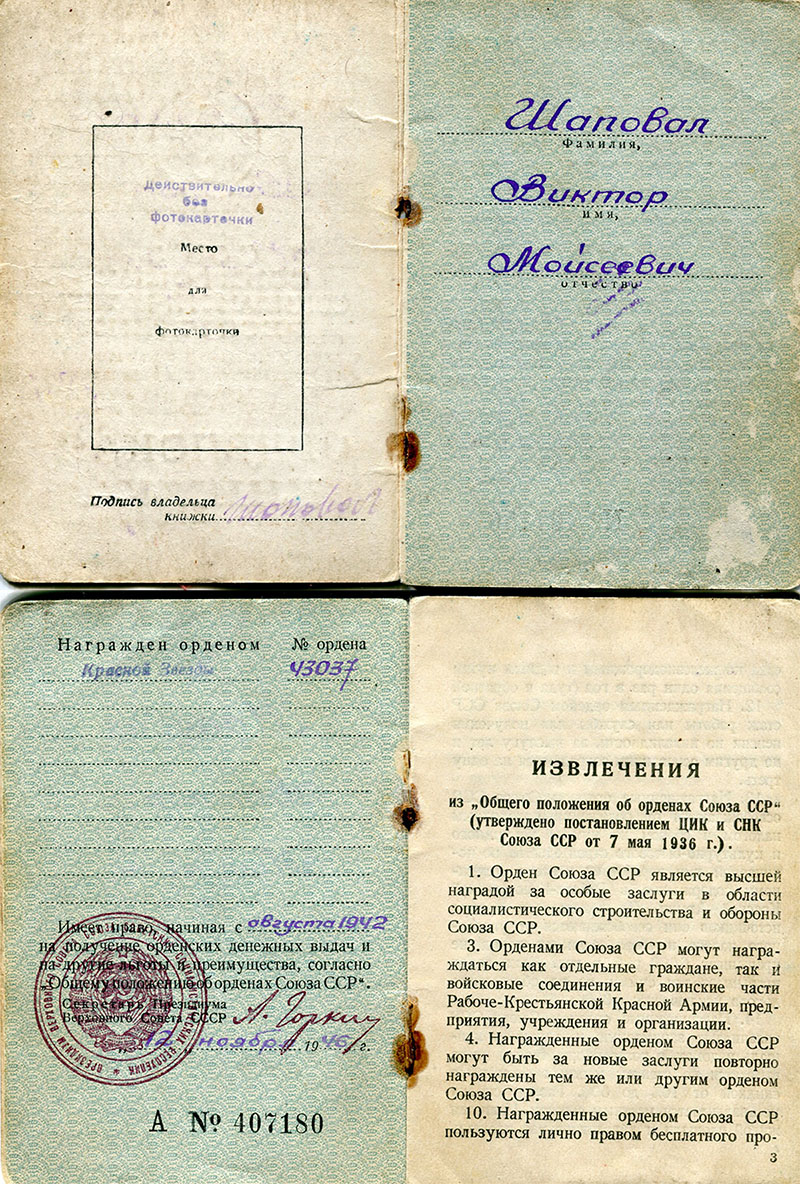 Действительно
без
фотокарточки
Место
для
фотокарточки
Подпись владельца
книжки Шаповал
Шаповал
Фамилия,
Виктор
имя,
Моисеевич
отчество
Награжден орденом № ордена
Красной Звезды 43037
Имеет право, начиная с августа 1942
на получение орденских денежных выдач и
на другие льготы и преимущества, согласно
„Общему положению об орденах Союза ССР“.
Секретарь Президиума
Верховного Совета СССР А. Горкин
12 ноября 1946 г.
А № 407180
ИЗВЛЕЧЕНИЯ
из „Общего положения об орденах Союза ССР“
(утверждено постановлением ЦИК и СНК
Союза ССР от 7 мая 1936 г.).
1. Орден Союза ССР является высшей
наградой за особые заслуги в области
социалистического строительства и обороны
Союза ССР.
3. Орденами Союза ССР могут награ-
ждаться как отдельные граждане, так и
войсковые соединения и воинские части
Рабоче-Крестьянской Красной Армии, пред-
приятия, учреждения и организации.
4. Награжденные орденом Союза ССР
могут быть за новые заслуги повторно
награждены тем же или другим орденом
Союза ССР.
10. Награжденные орденом Союза ССР
пользуются лично правом бесплатного про-
3